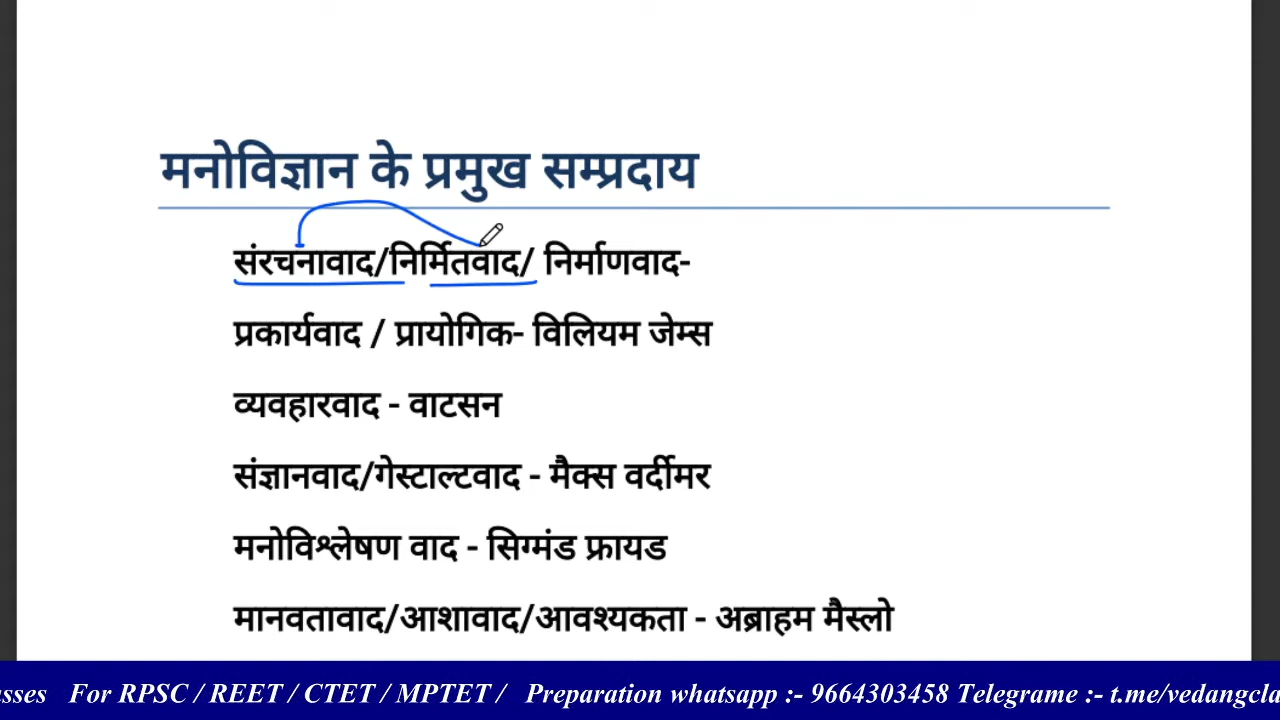 मनोविज्ञान के प्रमुख सम्प्रदाय
संरचनावाद/निर्मितवाद/ निर्माणवाद-
प्रकार्यवाद / प्रायोगिक- विलियम जेम्स
व्यवहारवाद - वाटसन
संज्ञानवाद/गेस्टाल्टवाद - मैक्स वर्दीमर
मनोविश्लेषण वाद - सिग्मंड फ्रायड
मानवतावाद/आशावाद/आवश्यकता - अब्राहम मैस्लो
asses For RPSC / REET / CTET / MPTET / Preparation whatsapp :- 9664303458 Telegrame :- t.me/vedangcla